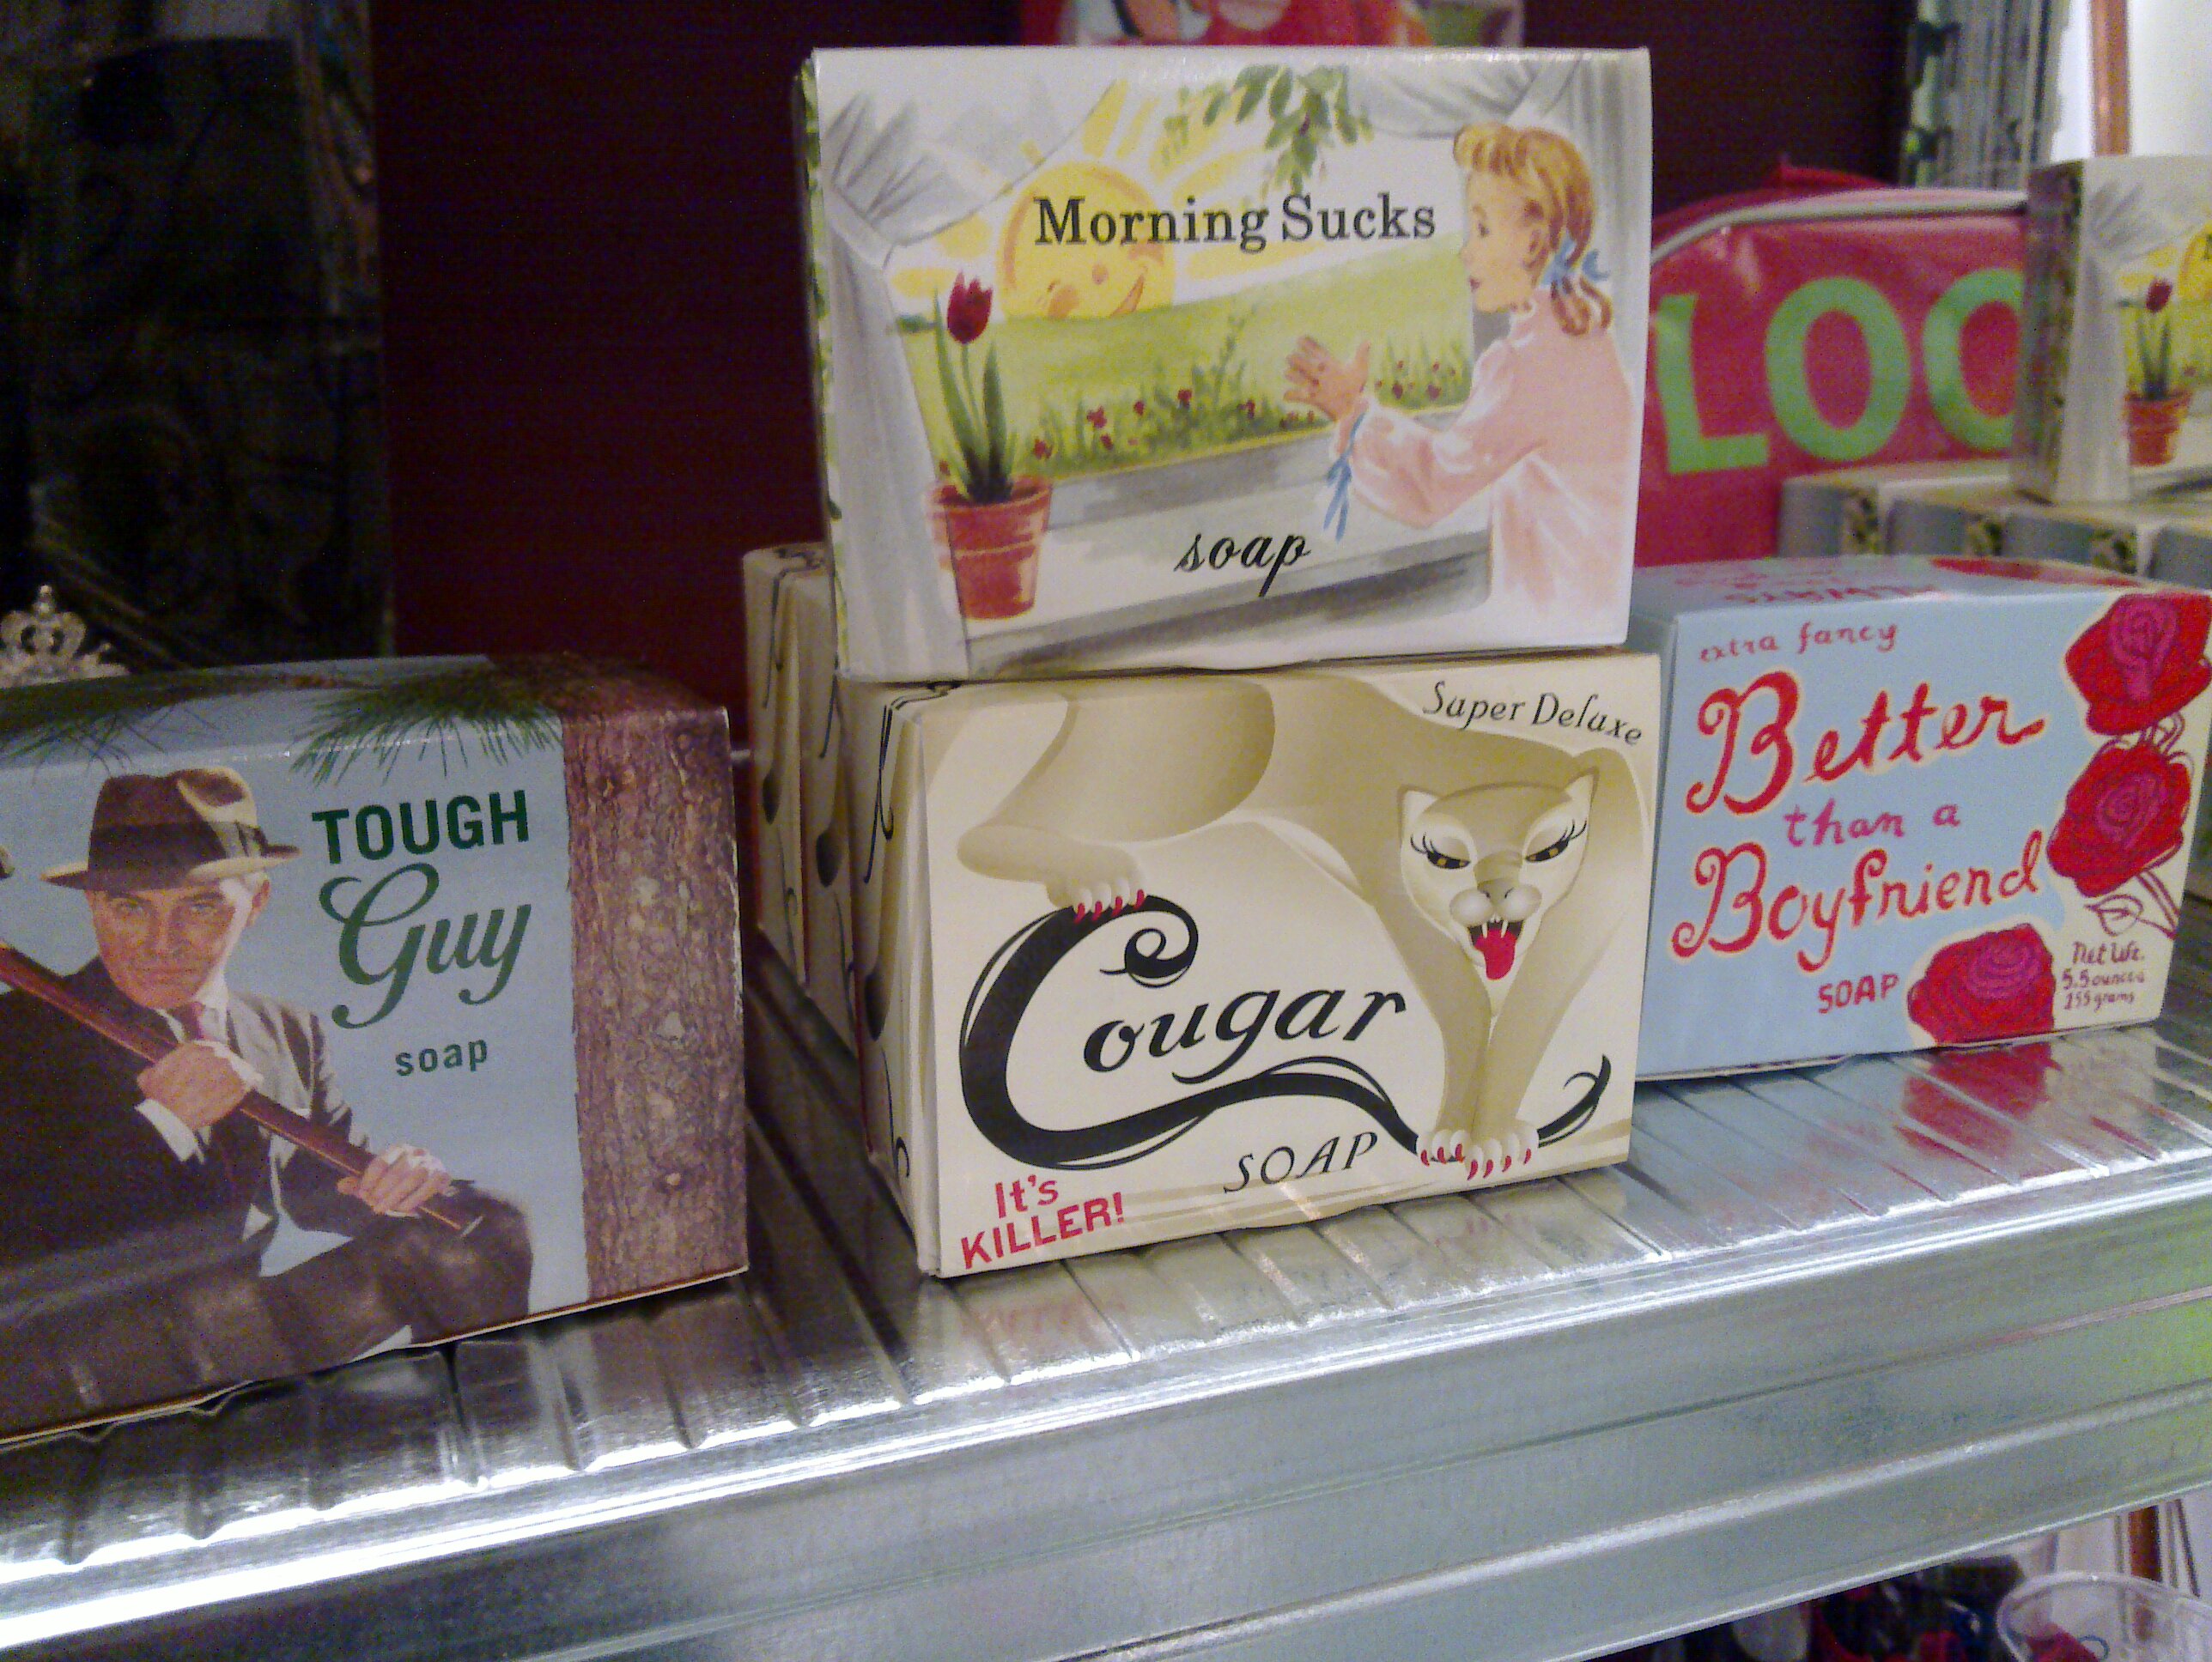 Morning Sucks
soap
LOO
TOUGH
Guy
soap
Super Deluxe
Cougar
SOAP
It's
KILLER!
extra fancy
Better
than a
Boyfriend
SOAP
Net Wt.
5.5 ounces
155 grams